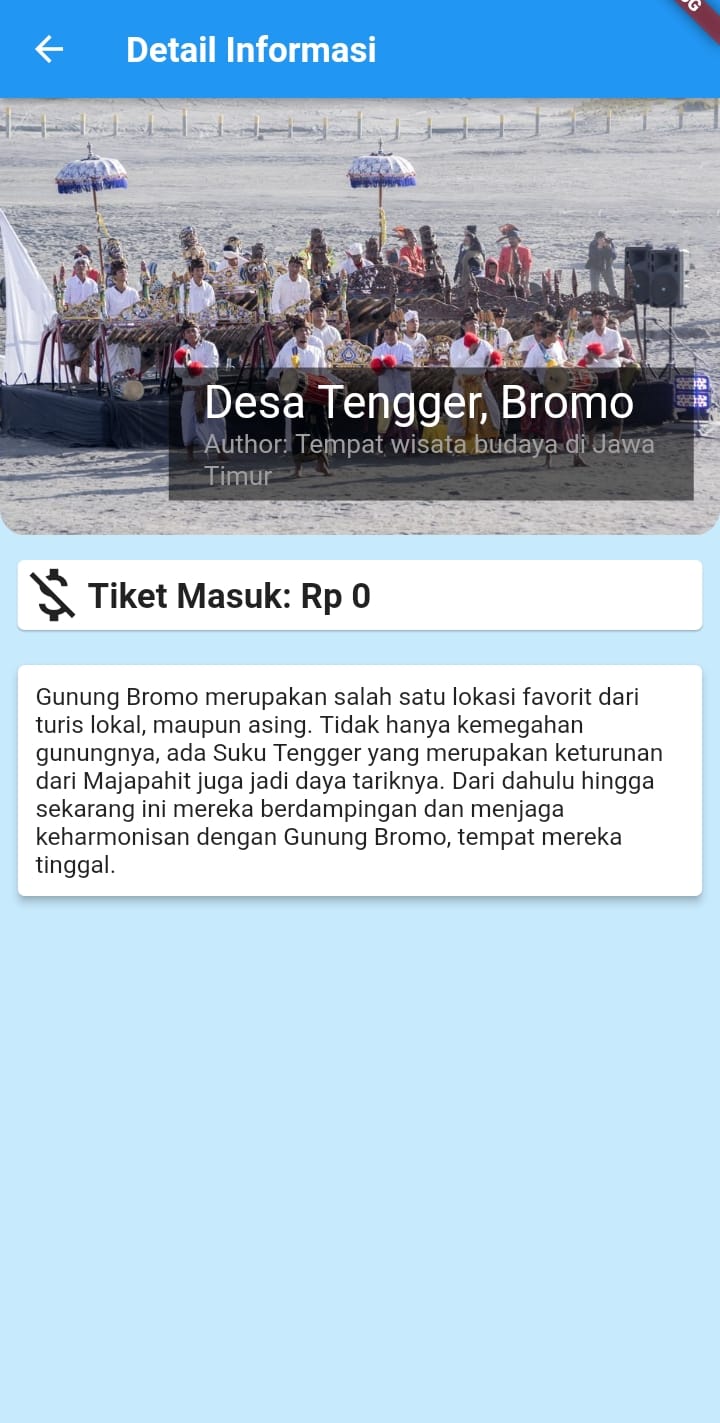 Detail Informasi
Desa Tengger, Bromo
Author: Tempat wisata budaya di Jawa
Timur
Tiket Masuk: Rp 0
Gunung Bromo merupakan salah satu lokasi favorit dari
turis lokal, maupun asing. Tidak hanya kemegahan
gunungnya, ada Suku Tengger yang merupakan keturunan
dari Majapahit juga jadi daya tariknya. Dari dahulu hingga
sekarang ini mereka berdampingan dan menjaga
keharmonisan dengan Gunung Bromo, tempat mereka
tinggal.